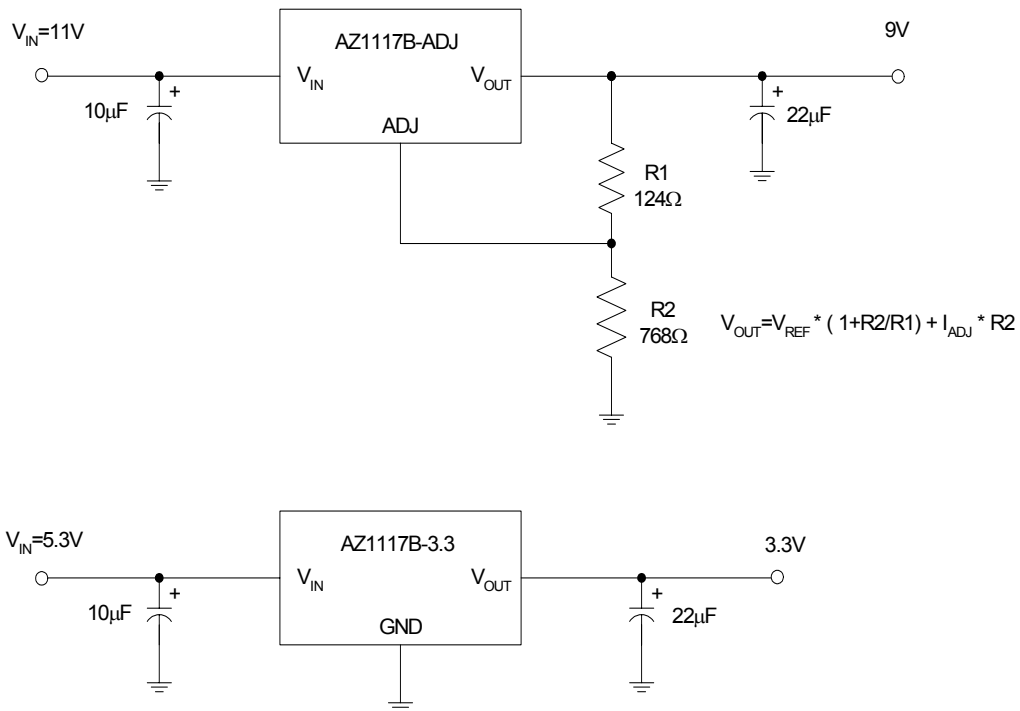 V_IN=11V
AZ1117B-ADJ
9V
V_IN
V_OUT
ADJ
10μF
+
+
22μF
R1
124Ω
R2
768Ω
V_OUT=V_REF * ( 1+R2/R1) + I_ADJ * R2
V_IN=5.3V
AZ1117B-3.3
3.3V
V_IN
V_OUT
GND
10μF
+
+
22μF